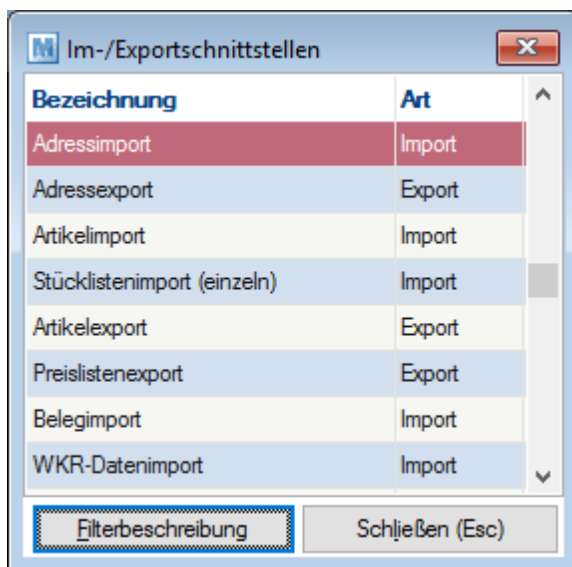 M Im-/Exportschnittstellen
Bezeichnung Art
Adressimport Import
Adressexport Export
Artikelimport Import
Stücklistenimport (einzeln) Import
Artikelexport Export
Preislistenexport Export
Belegimport Import
WKR-Datenimport Import
Filterbeschreibung Schließen (Esc)